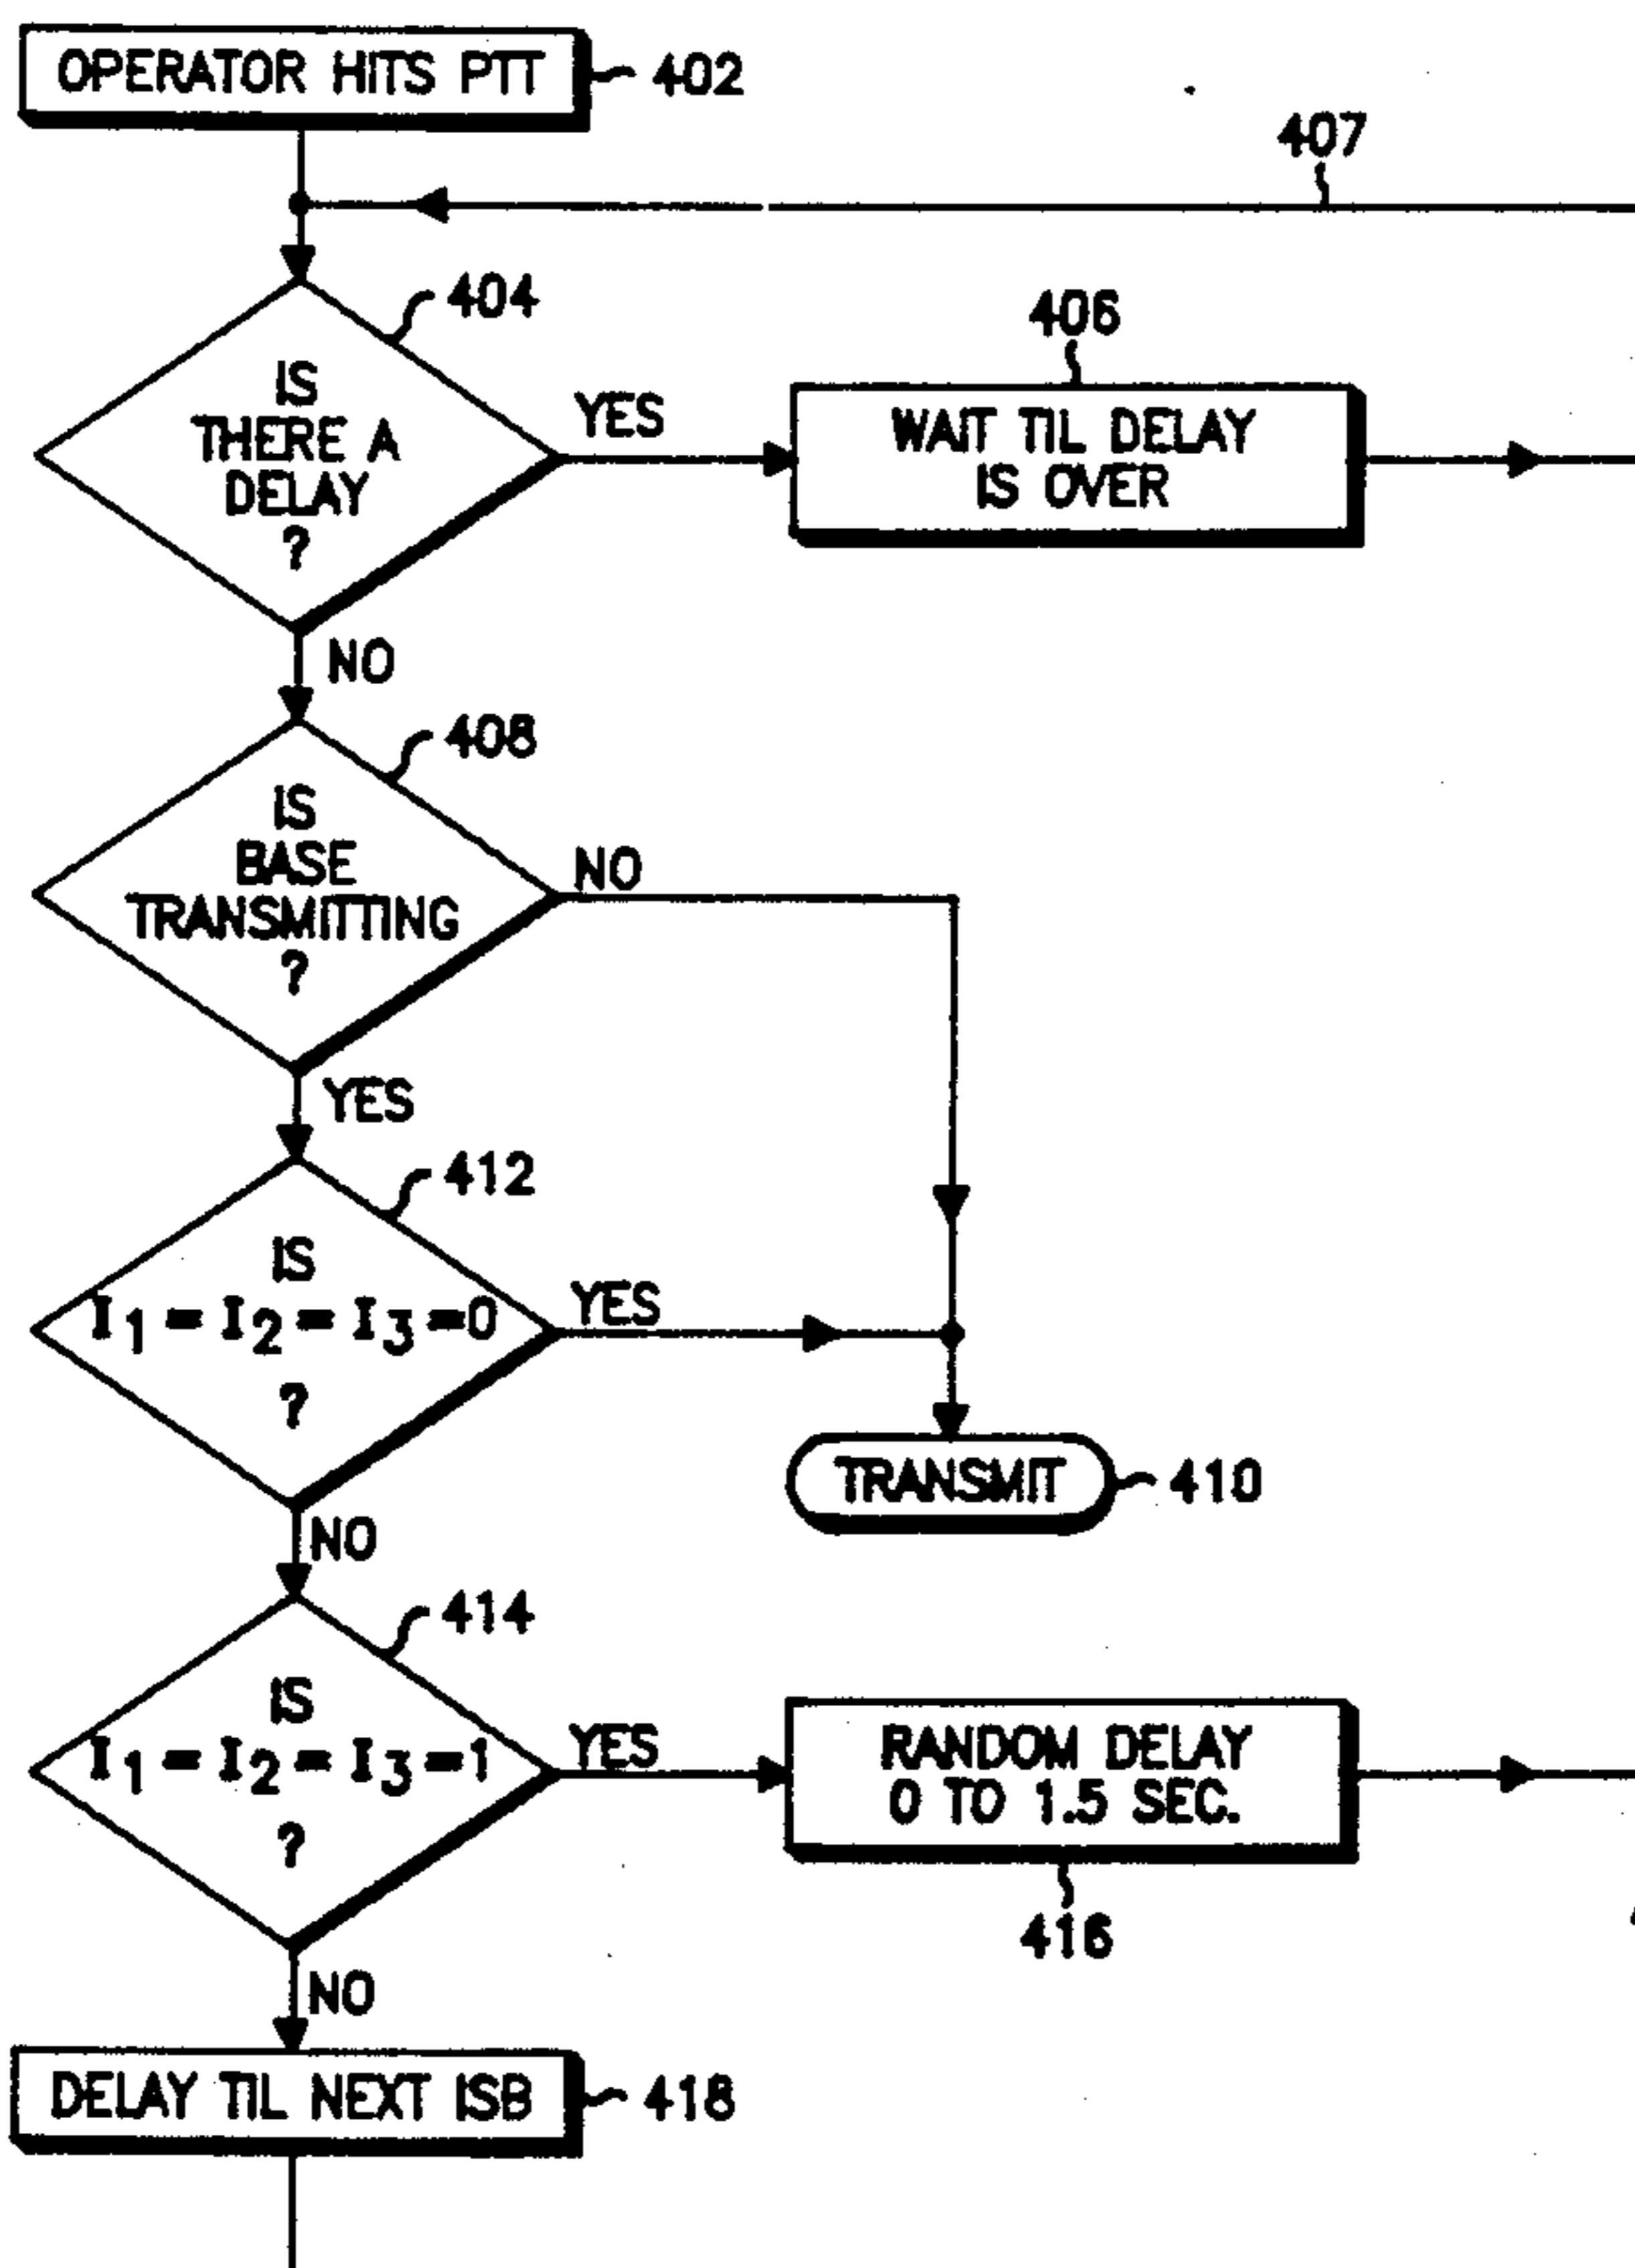 OPERATOR HITS PTT
402
407
404
IS
THERE A
DELAY
?
YES
406
WAIT TIL DELAY
IS OVER
NO
408
IS
BASE
TRANSMITTING
?
NO
YES
412
IS
I1 = I2 = I3 = 0
?
YES
TRANSMIT
410
NO
414
IS
I1 = I2 = I3 = 1
?
YES
RANDOM DELAY
0 TO 1.5 SEC.
416
NO
DELAY TIL NEXT ISB
418